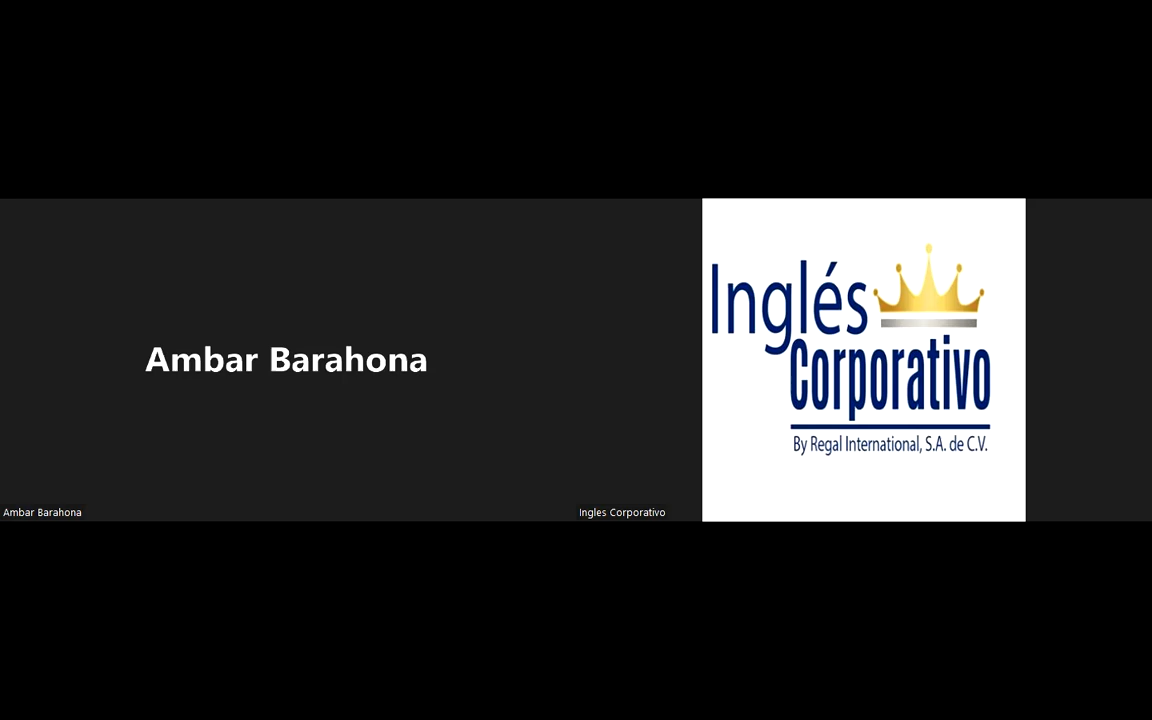 Ambar Barahona
Ambar Barahona
Inglés
Corporativo
By Regal International, S.A. de C.V.
Ingles Corporativo